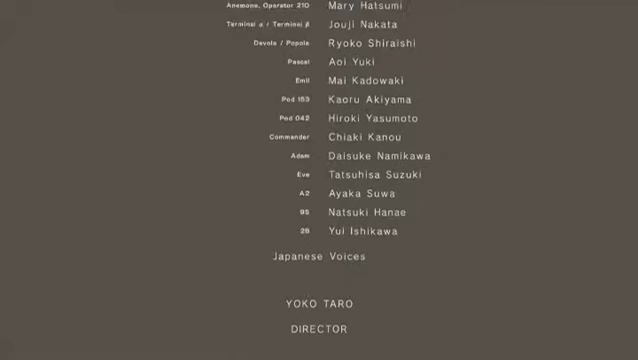 Anemone, Operator 210 Mary Hatsumi
Terminal α / Terminal β Jouji Nakata
Devola / Popola Ryoko Shiraishi
Pascal Aoi Yuki
Emil Mai Kadowaki
Pod 153 Kaoru Akiyama
Pod 042 Hiroki Yasumoto
Commander Chiaki Kanou
Adam Daisuke Namikawa
Eve Tatsuhisa Suzuki
A2 Ayaka Suwa
9S Natsuki Hanae
2B Yui Ishikawa
Japanese Voices
YOKO TARO
DIRECTOR